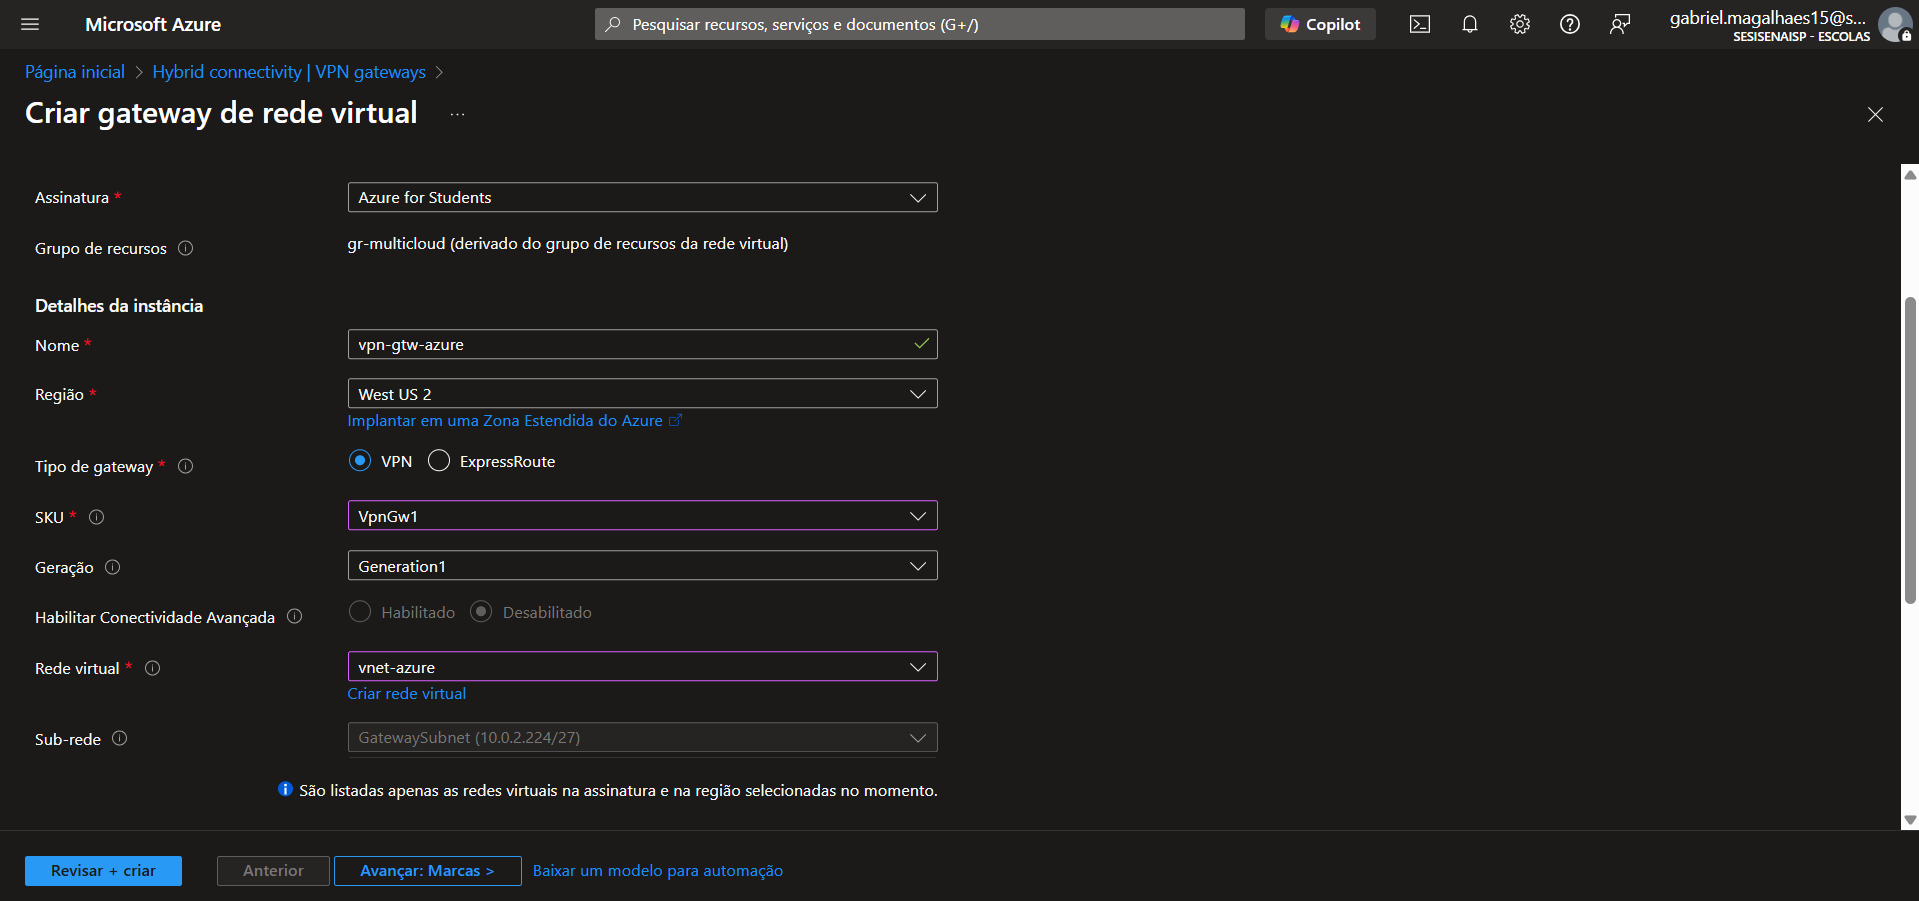 Microsoft Azure
Pesquisar recursos, serviços e documentos (G+/)
Copilot
gabriel.magalhaes15@s...
SESISENAISP - ESCOLAS
Página inicial > Hybrid connectivity | VPN gateways >
Criar gateway de rede virtual ...
Assinatura * Azure for Students
Grupo de recursos gr-multicloud (derivado do grupo de recursos da rede virtual)
Detalhes da instância
Nome * vpn-gtw-azure
Região * West US 2
Implantar em uma Zona Estendida do Azure
Tipo de gateway * VPN ExpressRoute
SKU * VpnGw1
Geração Generation1
Habilitar Conectividade Avançada Habilitado Desabilitado
Rede virtual * vnet-azure
Criar rede virtual
Sub-rede GatewaySubnet (10.0.2.224/27)
São listadas apenas as redes virtuais na assinatura e na região selecionadas no momento.
Revisar + criar Anterior Avançar: Marcas > Baixar um modelo para automação